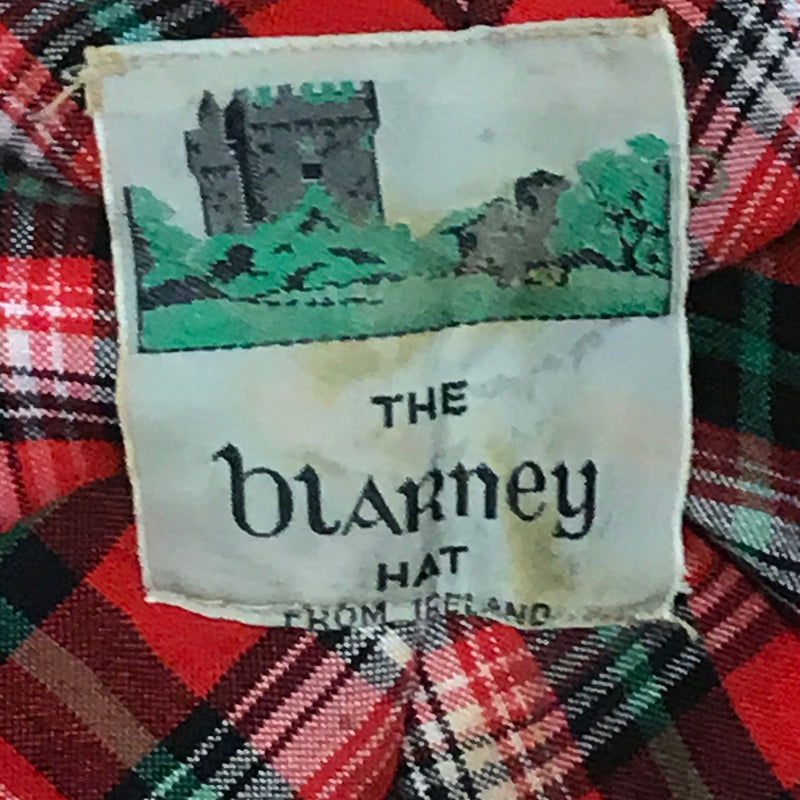 THE
blarney
HAT
FROM IRELAND